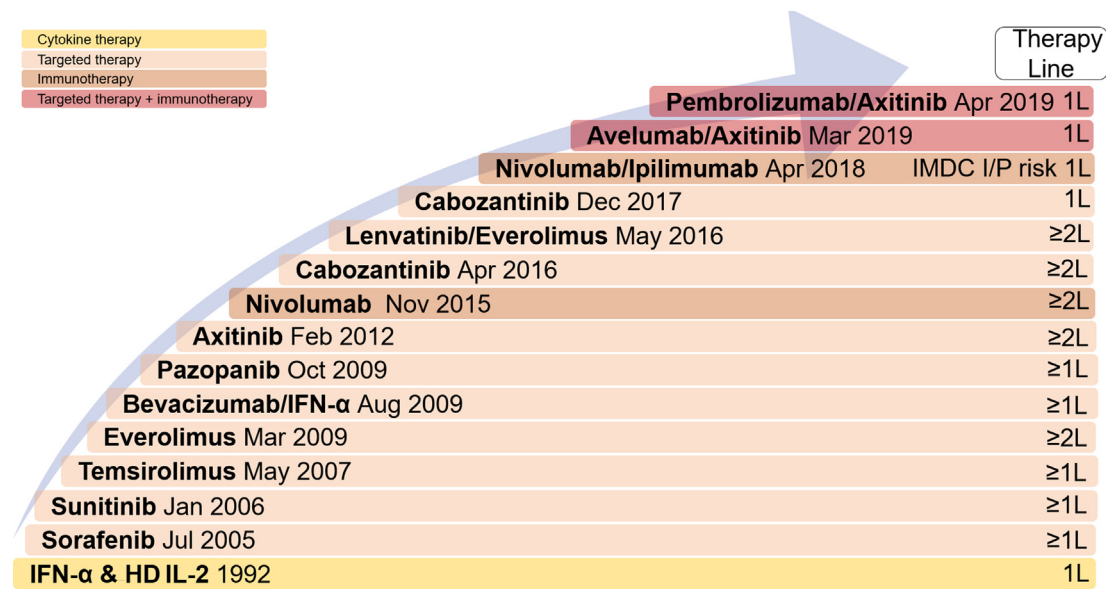 Cytokine therapy
Targeted therapy
Immunotherapy
Targeted therapy + immunotherapy
Therapy
Line
Pembrolizumab/Axitinib Apr 2019 1L
Avelumab/Axitinib Mar 2019 1L
Nivolumab/Ipilimumab Apr 2018 IMDC I/P risk 1L
Cabozantinib Dec 2017 1L
Lenvatinib/Everolimus May 2016 ≥2L
Cabozantinib Apr 2016 ≥2L
Nivolumab Nov 2015 ≥2L
Axitinib Feb 2012 ≥2L
Pazopanib Oct 2009 ≥1L
Bevacizumab/IFN-α Aug 2009 ≥1L
Everolimus Mar 2009 ≥2L
Temsirolimus May 2007 ≥1L
Sunitinib Jan 2006 ≥1L
Sorafenib Jul 2005 ≥1L
IFN-α & HD IL-2 1992 1L